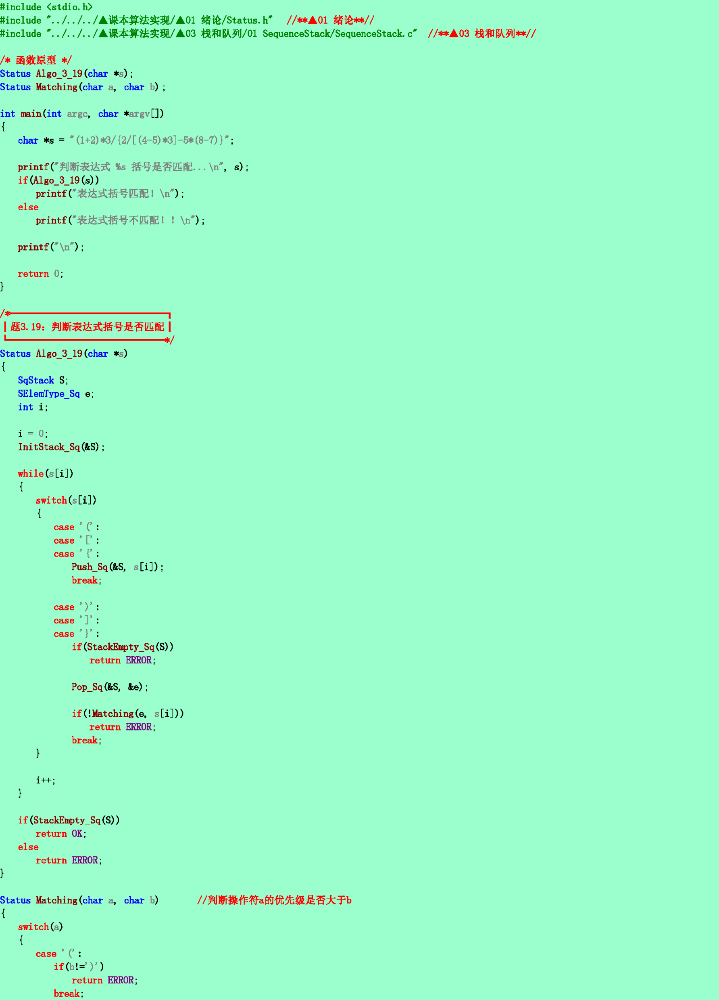 #include <stdio.h>
#include "../../../▲课本算法实现/▲01 绪论/Status.h"   //**▲01 绪论**//
#include "../../../▲课本算法实现/▲03 栈和队列/01 SequenceStack/SequenceStack.c"  //**▲03 栈和队列**//
/* 函数原型 */
Status Algo_3_19(char *s);
Status Matching(char a, char b);
int main(int argc, char *argv[])
{
char *s = "(1+2)*3/{2/[(4-5)*3]-5*(8-7)}";
printf("判断表达式 %s 括号是否匹配...\n", s);
if(Algo_3_19(s))
printf("表达式括号匹配！\n");
else
printf("表达式括号不匹配！！\n");
printf("\n");
return 0;
}
/*━━━━━━━━━━━━━━━┓
┃题3.19：判断表达式括号是否匹配┃
┗━━━━━━━━━━━━━━━*/
Status Algo_3_19(char *s)
{
SqStack S;
SElemType_Sq e;
int i;
i = 0;
InitStack_Sq(&S);
while(s[i])
{
switch(s[i])
{
case '(':
case '[':
case '{':
Push_Sq(&S, s[i]);
break;
case ')':
case ']':
case '}':
if(StackEmpty_Sq(S))
return ERROR;
Pop_Sq(&S, &e);
if(!Matching(e, s[i]))
return ERROR;
break;
}
i++;
}
if(StackEmpty_Sq(S))
return OK;
else
return ERROR;
}
Status Matching(char a, char b)  //判断操作符a的优先级是否大于b
{
switch(a)
{
case '(':
if(b!=')')
return ERROR;
break;